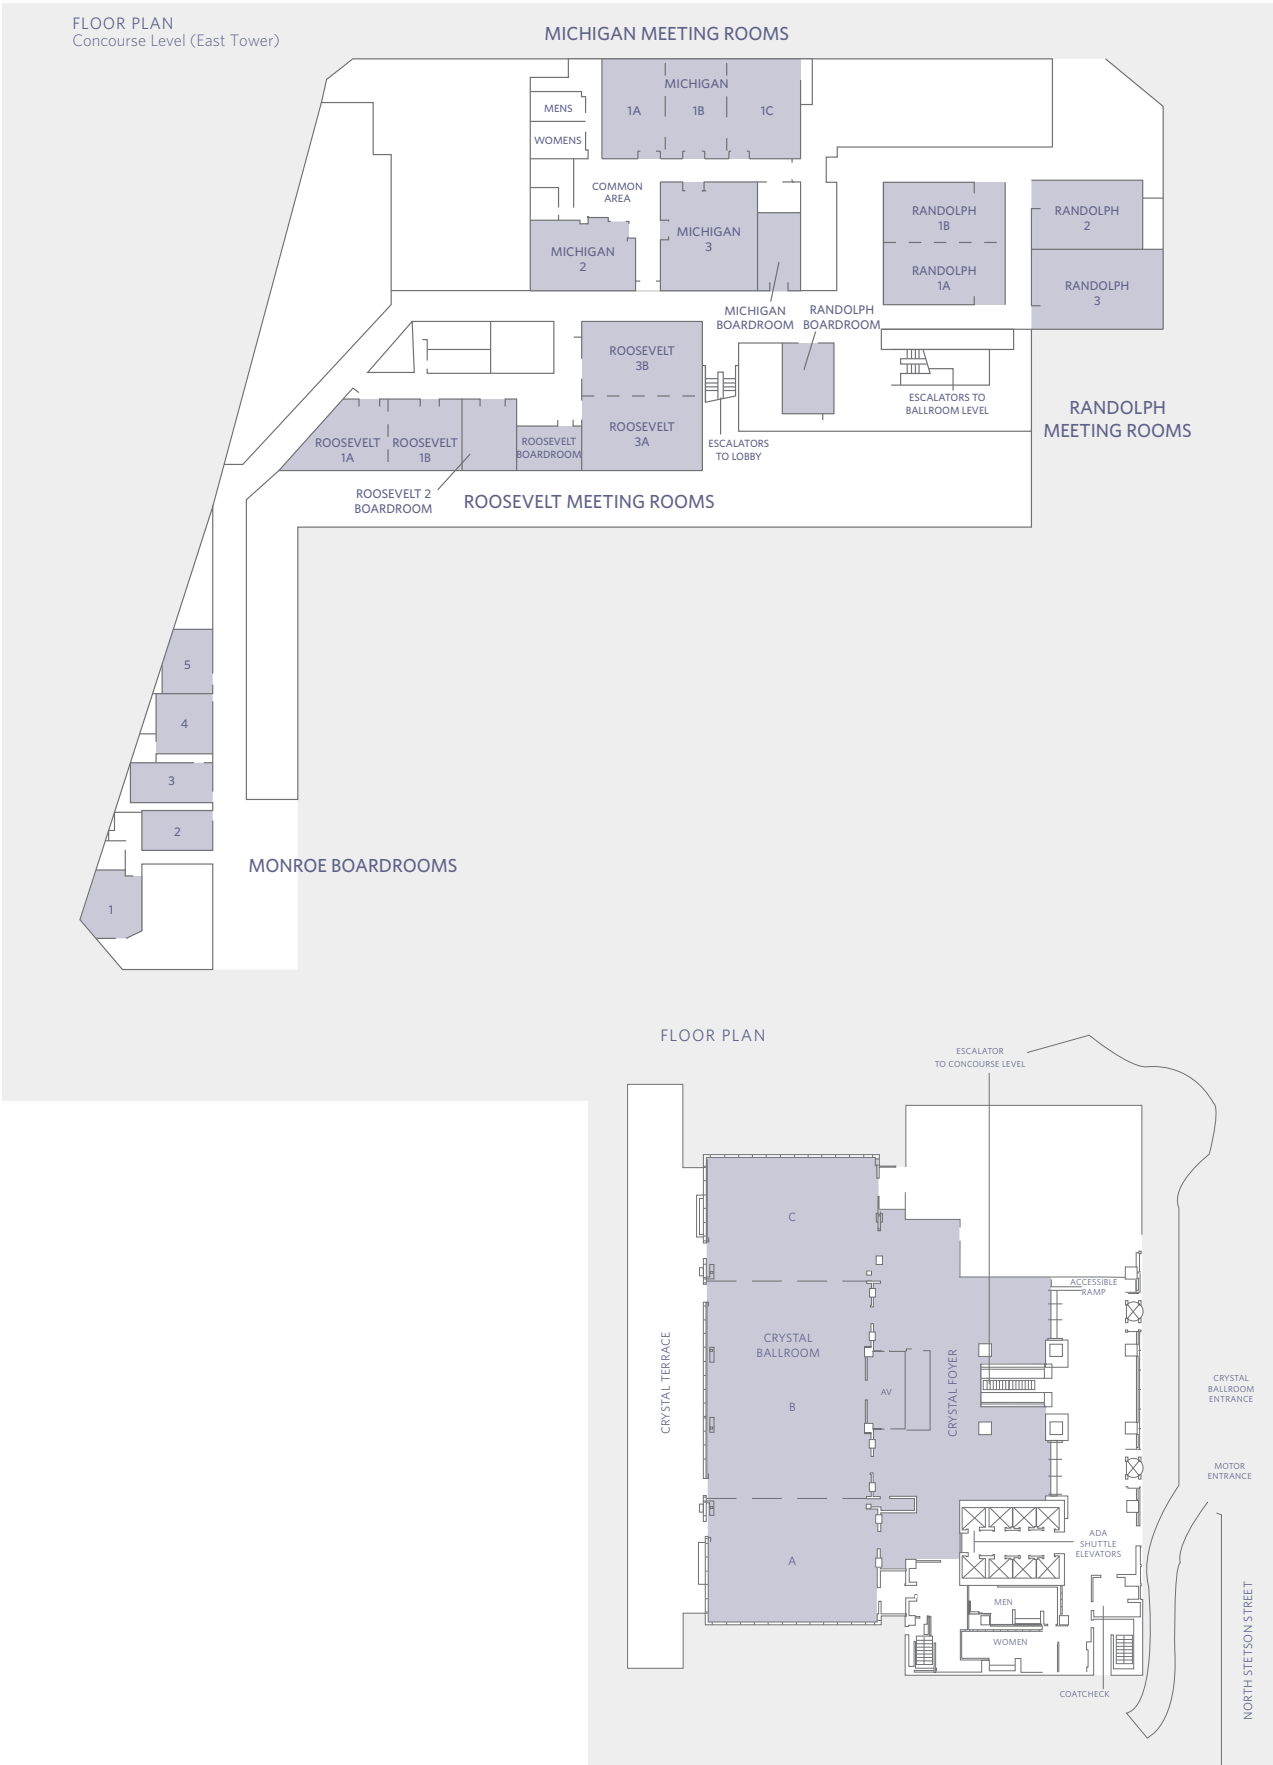 FLOOR PLAN
Concourse Level (East Tower)
MICHIGAN MEETING ROOMS
MENS
WOMENS
MICHIGAN
1A
1B
1C
COMMON
AREA
MICHIGAN
2
MICHIGAN
3
MICHIGAN
BOARDROOM
RANDOLPH
BOARDROOM
RANDOLPH
1B
RANDOLPH
1A
RANDOLPH
2
RANDOLPH
3
ROOSEVELT
3B
ROOSEVELT
3A
ROOSEVELT
1A
ROOSEVELT
1B
ROOSEVELT
BOARDROOM
ROOSEVELT 2
BOARDROOM
ROOSEVELT MEETING ROOMS
ESCALATORS
TO LOBBY
ESCALATORS TO
BALLROOM LEVEL
RANDOLPH
MEETING ROOMS
5
4
3
2
1
MONROE BOARDROOMS
FLOOR PLAN
ESCALATOR
TO CONCOURSE LEVEL
C
CRYSTAL
BALLROOM
B
A
CRYSTAL TERRACE
AV
CRYSTAL FOYER
ACCESSIBLE
RAMP
CRYSTAL
BALLROOM
ENTRANCE
MOTOR
ENTRANCE
ADA
SHUTTLE
ELEVATORS
MEN
WOMEN
COATCHECK
NORTH STETSON STREET